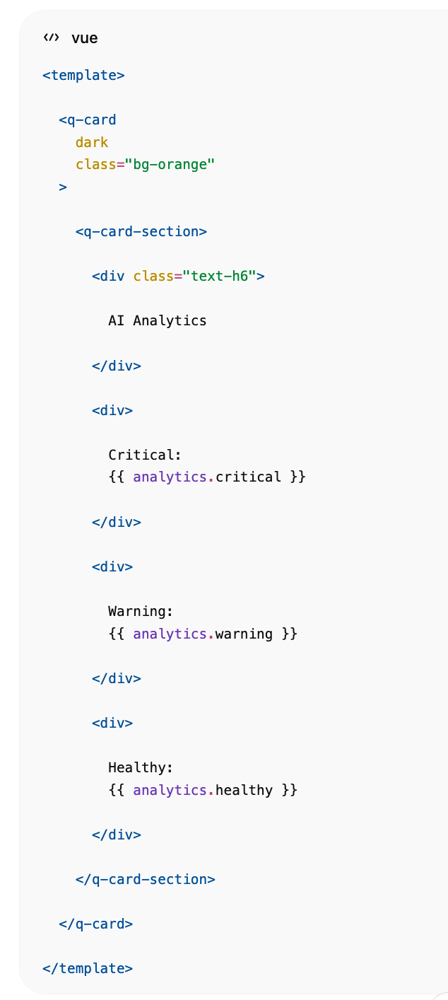 vue
<template>
<q-card
dark
class="bg-orange"
>
<q-card-section>
<div class="text-h6">
AI Analytics
</div>
<div>
Critical:
{{ analytics.critical }}
</div>
<div>
Warning:
{{ analytics.warning }}
</div>
<div>
Healthy:
{{ analytics.healthy }}
</div>
</q-card-section>
</q-card>
</template>